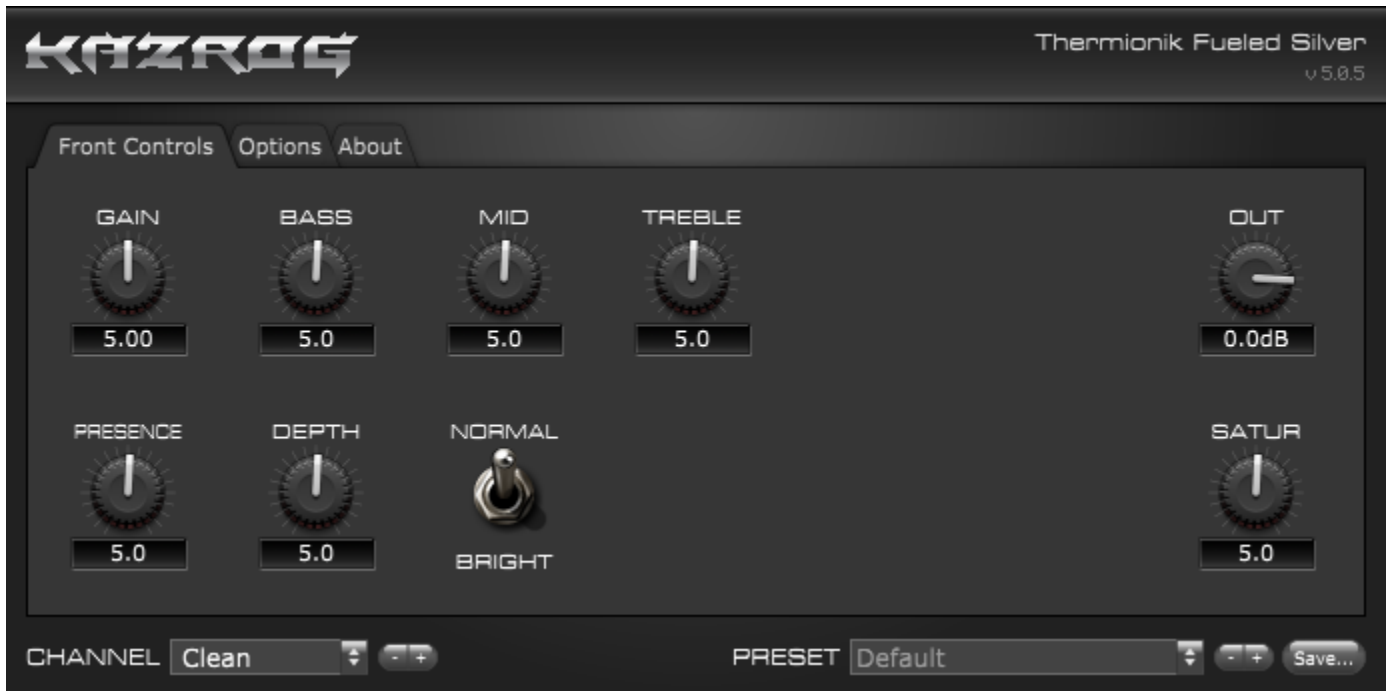 KAZROG
Thermionik Fueled Silver
v 5.0.5
Front Controls Options About
GAIN BASS MID TREBLE OUT
5.00 5.0 5.0 5.0 0.0dB
PRESENCE DEPTH NORMAL SATUR
5.0 5.0 BRIGHT 5.0
CHANNEL Clean - + PRESET Default - + Save...